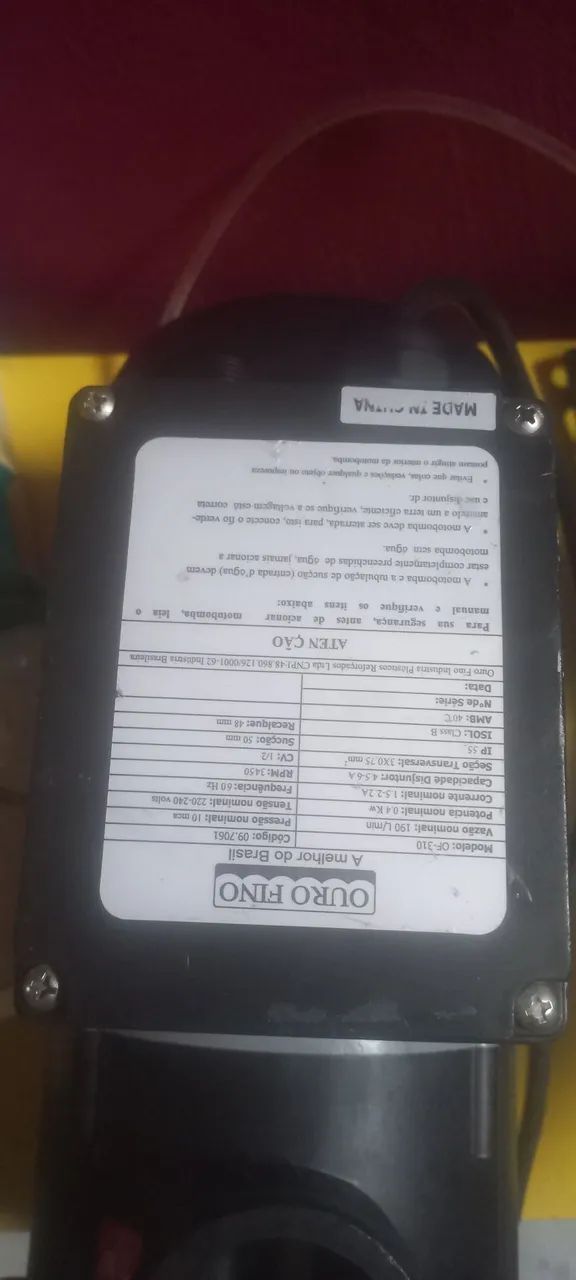 OURO FINO
A melhor do Brasil
Modelo: OF-310 Código: 09.7061
Vazão nominal: 190 L/min Pressão nominal: 10 mca
Potencia nominal: 0.4 Kw Tensão nominal: 220-240 volts
Corrente nominal: 1.5-2.2A Frequência: 60 Hz
Capacidade Disjuntor: 4.5-6 A RPM: 3450
Seção Transversal: 3X0.75 mm² CV: 1/2
IP 55 Sucção: 50 mm
ISOL: Class B Recalque: 48 mm
AMB: 40℃
Nº de Série:
Data:
Ouro Fino Industria Plásticos Reforçados Ltda CNPJ 48.860.126/0001-62 Indústria Brasileira
ATEN ÇÃO
Para sua segurança, antes de acionar motobomba, leia o
manual e verifique os itens abaixo:
• A motobomba e a tubulação de sucção (entrada d'água) devem
estar completamente preenchidas de água, jamais acionar a
motobomba sem água.
• A motobomba deve ser aterrada, para isto, conecte o fio verde-
amarelo a um terra eficiente, verifique se a voltagem está correta
e use disjuntor dr.
• Evitar que colas, vedações e qualquer objeto ou impureza
possam atingir o interior da motobomba.
MADE IN CHINA